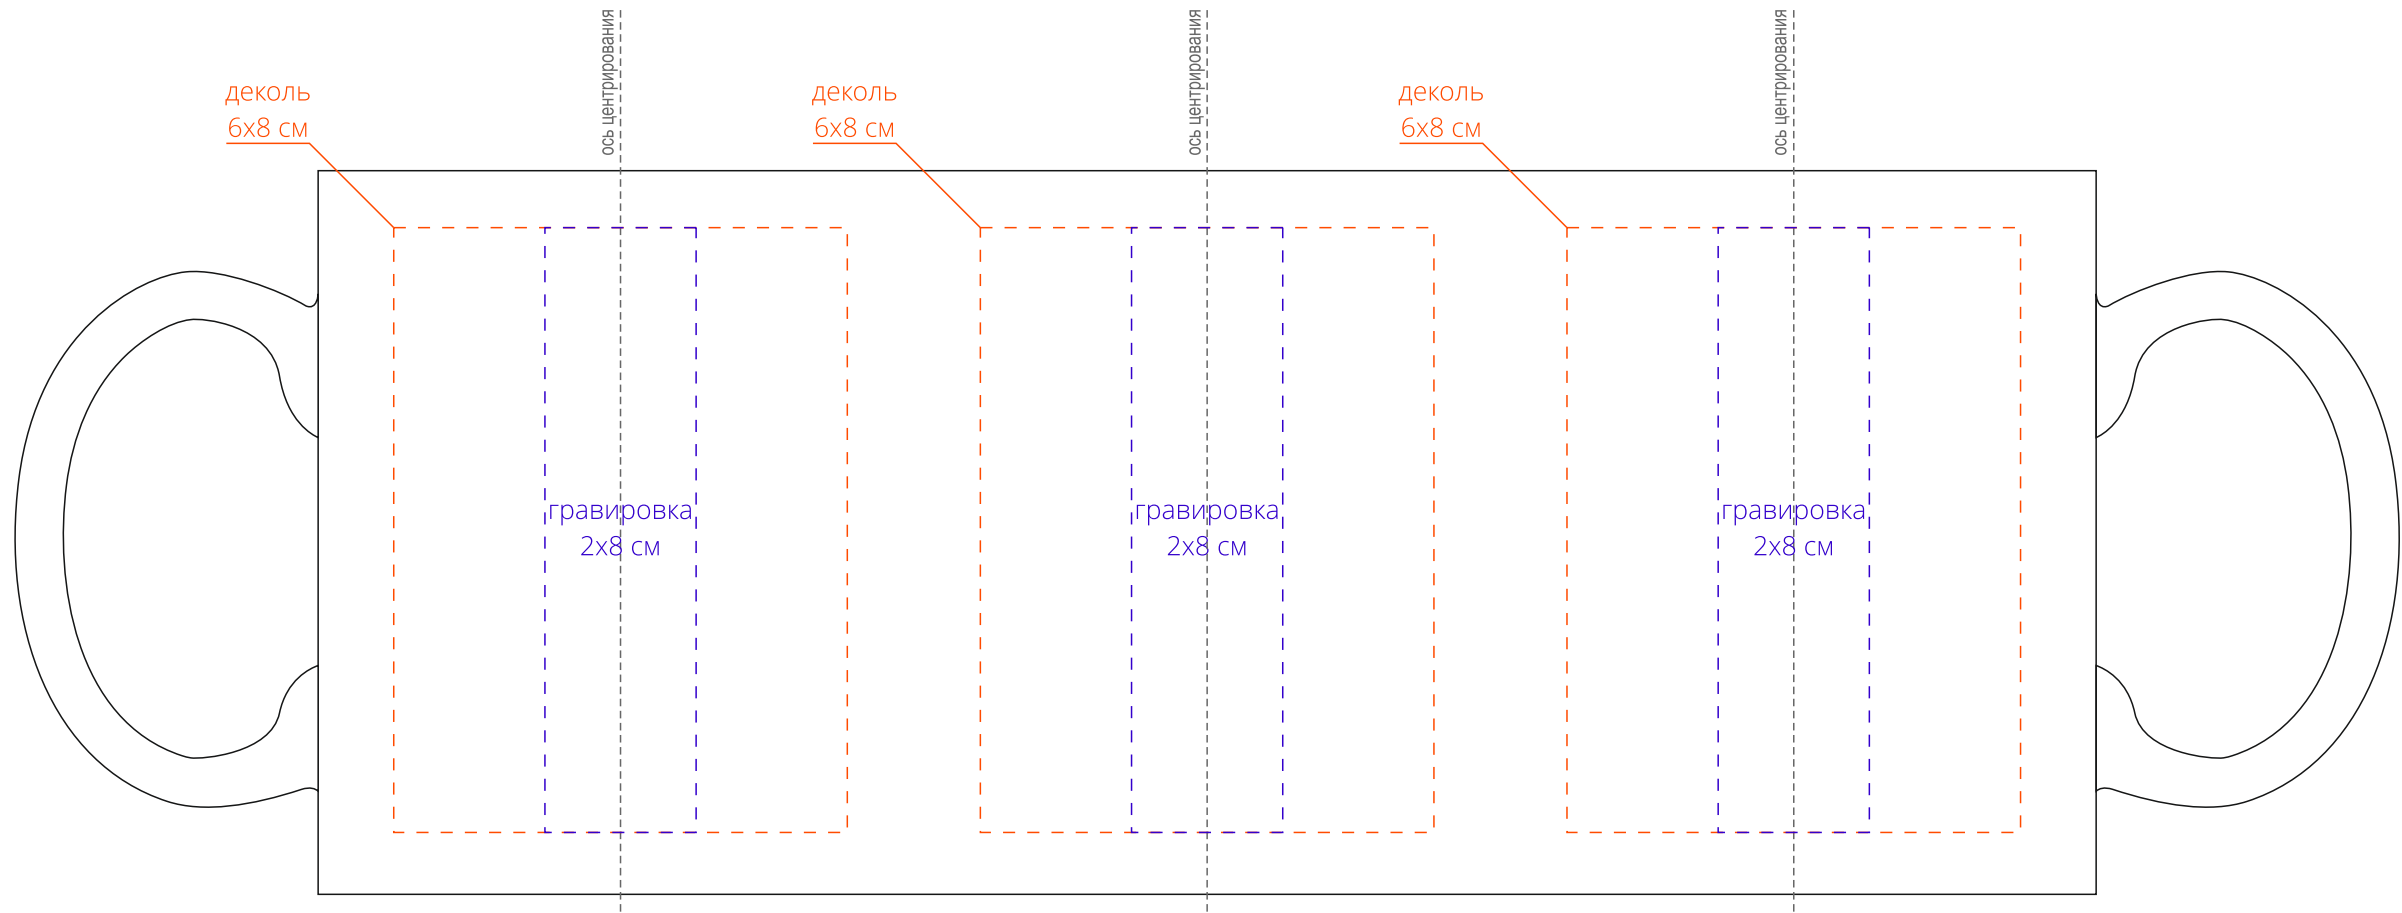 ось центрирования
ось центрирования
ось центрирования
деколь
6х8 см
деколь
6х8 см
деколь
6х8 см
гравировка
2х8 см
гравировка
2х8 см
гравировка
2х8 см